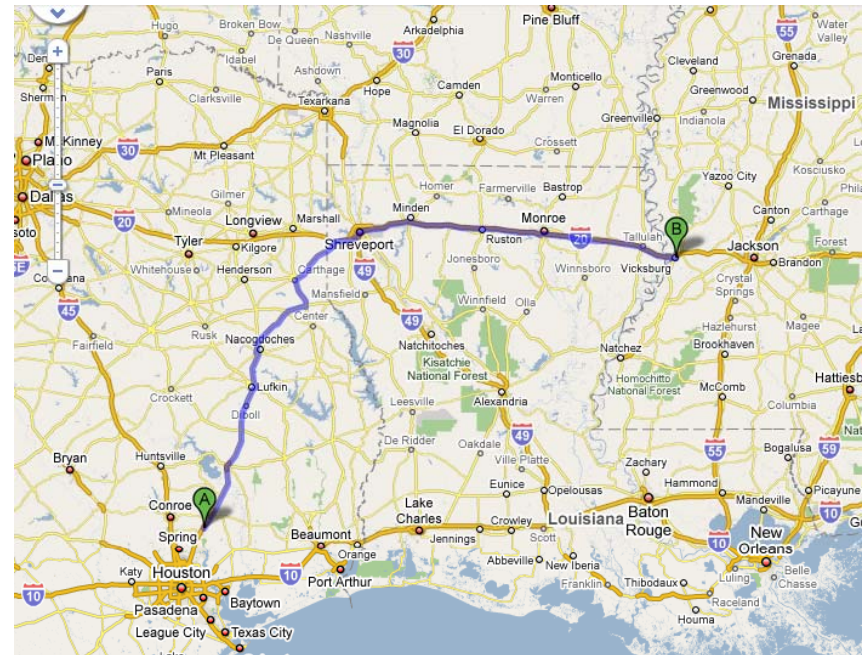 Hugo
Broken Bow
De Queen
Nashville
Arkadelphia
Pine Bluff
Idabel
30
55
Water
Valley
Cleveland
Grenada
Sherman
Paris
Ashdown
Hope
Camden
Monticello
Greenwood
Clarksville
Texarkana
Warren
Greenville
Indianola
Mississippi
McKinney
Magnolia
El Dorado
Crossett
Plano
30
Mt Pleasant
Kosciusko
Dallas
Gilmer
Homer
Farmerville
Bastrop
Yazoo City
Phila
20
Mineola
Longview
Marshall
Minden
Canton
Carthage
Tyler
Kilgore
Shreveport
Ruston
Monroe
20
Tallulah
B
Jackson
Forest
Whitehouse
Henderson
Carthage
49
Jonesboro
Winnsboro
Vicksburg
Brandon
45
Mansfield
Crystal
Springs
Center
Winnfield
Olla
Hazlehurst
Magee
Fairfield
Rusk
Nacogdoches
49
Natchitoches
Natchez
Brookhaven
Kisatchie
National Forest
Homochitto
National Forest
Hattiesb
Crockett
Lufkin
Leesville
Alexandria
McComb
Columbia
Diboll
De Ridder
Oakdale
49
55
59
Bryan
Huntsville
Ville Platte
Zachary
Bogalusa
A
Eunice
Opelousas
Hammond
Picayune
Conroe
Lake
Charles
Mandeville
Spring
Beaumont
Crowley
Louisiana
Baton
Rouge
10
10
Orange
Jennings
Scott
New
Orleans
Katy
Houston
10
Port Arthur
Abbeville
New Iberia
Luling
Belle
Chasse
10
Pasadena
Baytown
Franklin
Thibodaux
Raceland
League City
Texas City
Houma